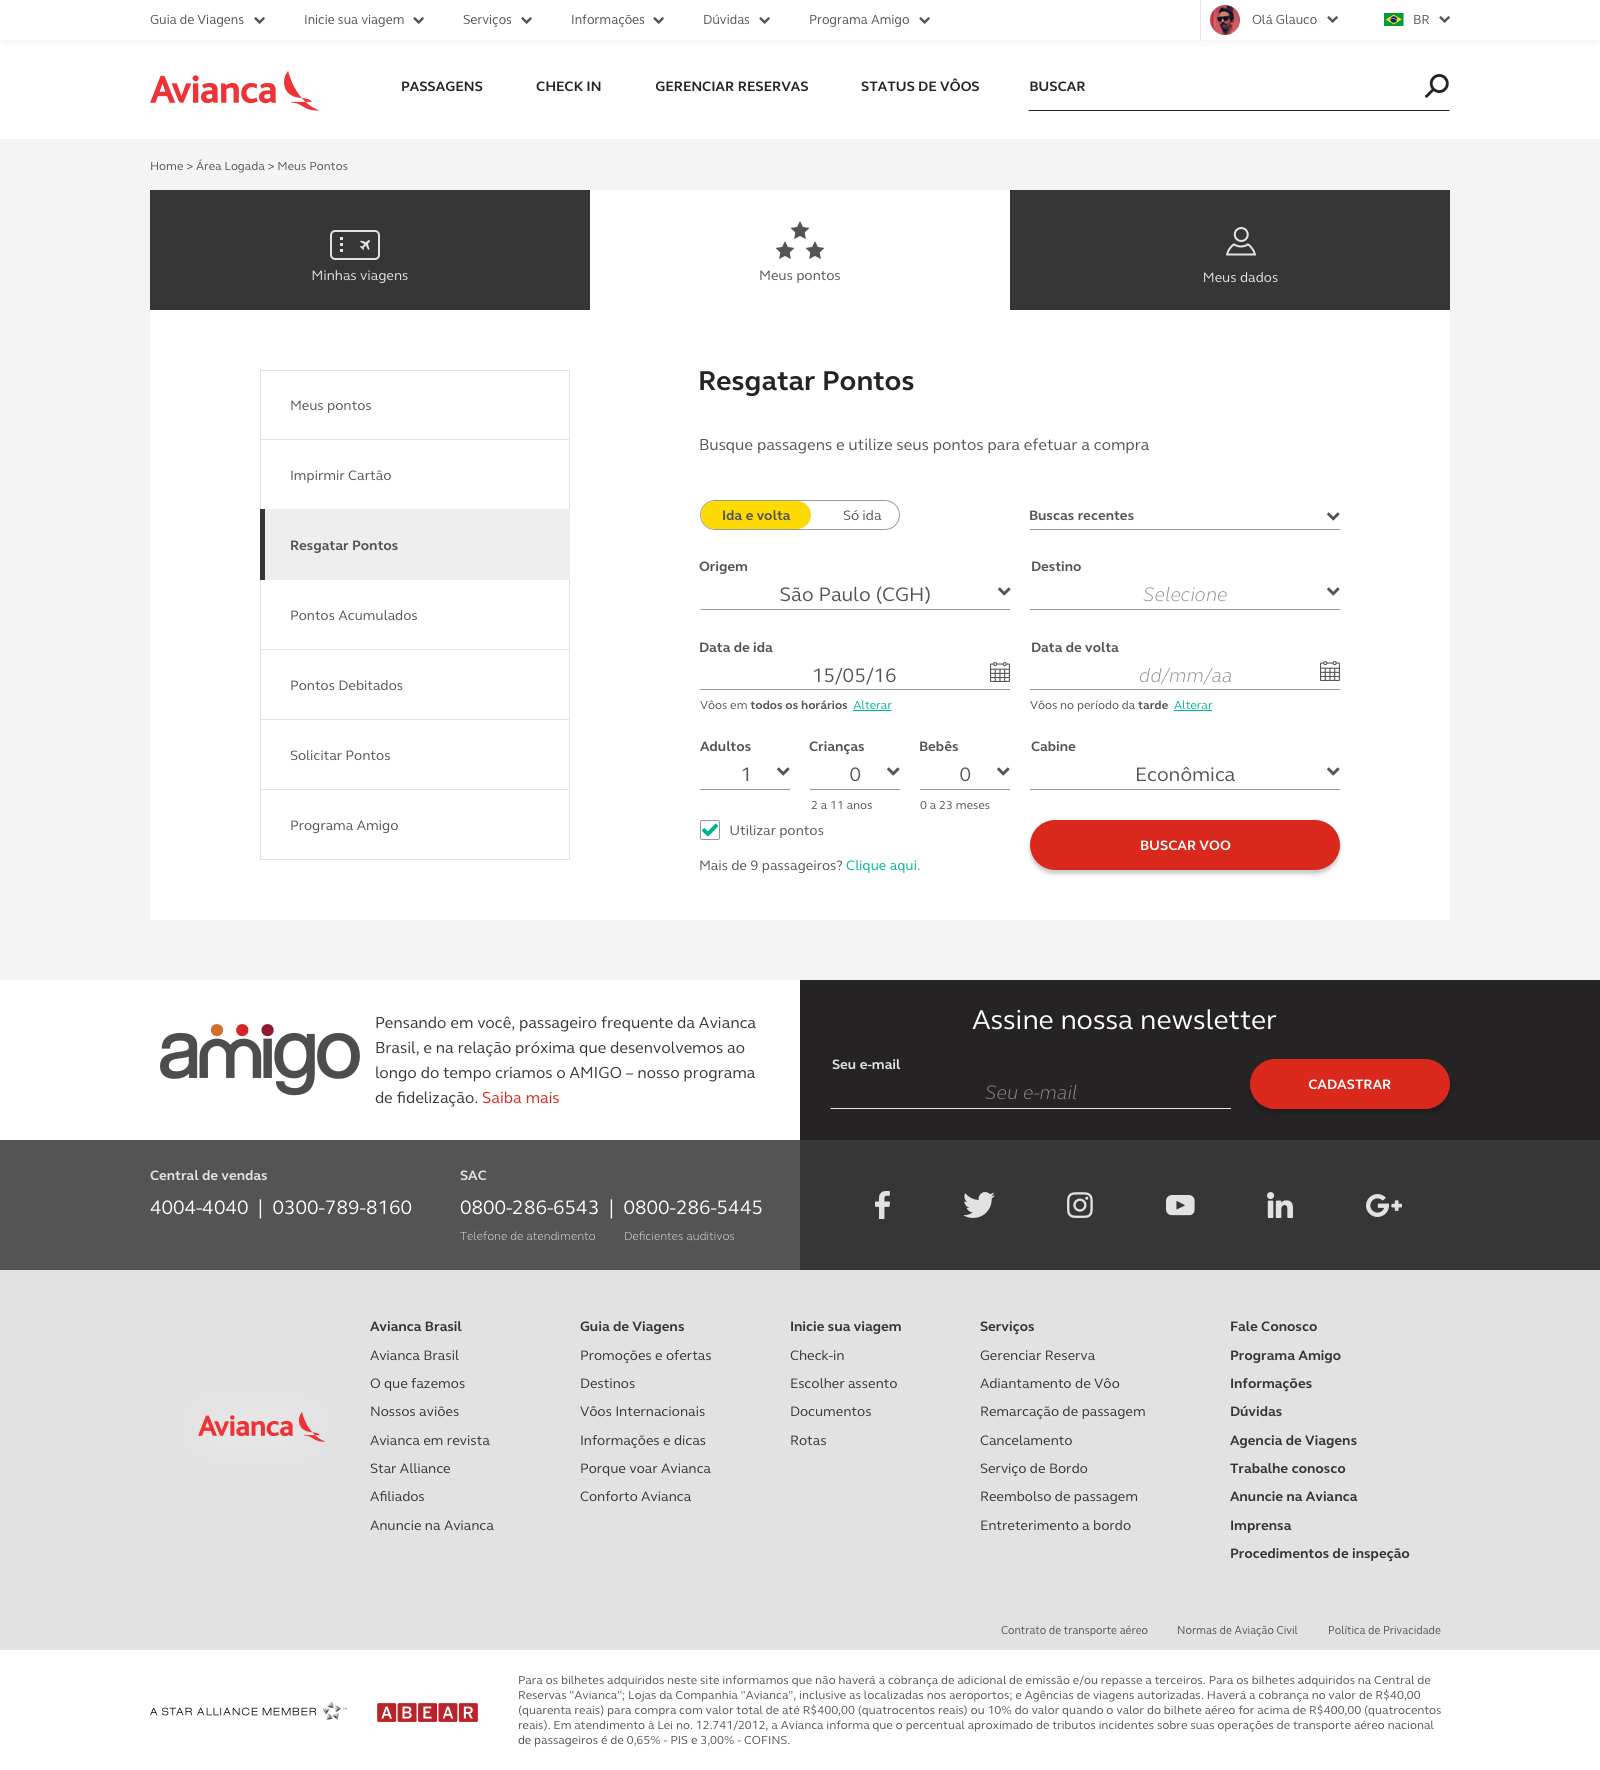 Guia de Viagens Inicie sua viagem Serviços Informações Dúvidas Programa Amigo Olá Glauco BR
Avianca PASSAGENS CHECK IN GERENCIAR RESERVAS STATUS DE VÔOS BUSCAR
Home > Área Logada > Meus Pontos
Minhas viagens Meus pontos Meus dados
Meus pontos
Impirmir Cartão
Resgatar Pontos
Pontos Acumulados
Pontos Debitados
Solicitar Pontos
Programa Amigo
Resgatar Pontos
Busque passagens e utilize seus pontos para efetuar a compra
Ida e volta Só ida Buscas recentes
Origem Destino
São Paulo (CGH) Selecione
Data de ida Data de volta
15/05/16 dd/mm/aa
Vôos em todos os horários Alterar Vôos no período da tarde Alterar
Adultos Crianças Bebês Cabine
1 0 0 Econômica
2 a 11 anos 0 a 23 meses
Utilizar pontos BUSCAR VOO
Mais de 9 passageiros? Clique aqui.
amigo
Pensando em você, passageiro frequente da Avianca
Brasil, e na relação próxima que desenvolvemos ao
longo do tempo criamos o AMIGO – nosso programa
de fidelização. Saiba mais
Assine nossa newsletter
Seu e-mail
Seu e-mail CADASTRAR
Central de vendas SAC
4004-4040 | 0300-789-8160 0800-286-6543 | 0800-286-5445
Telefone de atendimento Deficientes auditivos
Avianca
Avianca Brasil
Avianca Brasil
O que fazemos
Nossos aviões
Avianca em revista
Star Alliance
Afiliados
Anuncie na Avianca
Guia de Viagens
Promoções e ofertas
Destinos
Vôos Internacionais
Informações e dicas
Porque voar Avianca
Conforto Avianca
Inicie sua viagem
Check-in
Escolher assento
Documentos
Rotas
Serviços
Gerenciar Reserva
Adiantamento de Vôo
Remarcação de passagem
Cancelamento
Serviço de Bordo
Reembolso de passagem
Entreterimento a bordo
Fale Conosco
Programa Amigo
Informações
Dúvidas
Agencia de Viagens
Trabalhe conosco
Anuncie na Avianca
Imprensa
Procedimentos de inspeção
Contrato de transporte aéreo Normas de Aviação Civil Política de Privacidade
A STAR ALLIANCE MEMBER ABEAR
Para os bilhetes adquiridos neste site informamos que não haverá a cobrança de adicional de emissão e/ou repasse a terceiros. Para os bilhetes adquiridos na Central de
Reservas "Avianca"; Lojas da Companhia "Avianca", inclusive as localizadas nos aeroportos; e Agências de viagens autorizadas. Haverá a cobrança no valor de R$40,00
(quarenta reais) para compra com valor total de até R$400,00 (quatrocentos reais) ou 10% do valor quando o valor do bilhete aéreo for acima de R$400,00 (quatrocentos
reais). Em atendimento à Lei no. 12.741/2012, a Avianca informa que o percentual aproximado de tributos incidentes sobre suas operações de transporte aéreo nacional
de passageiros é de 0,65% - PIS e 3,00% - COFINS.